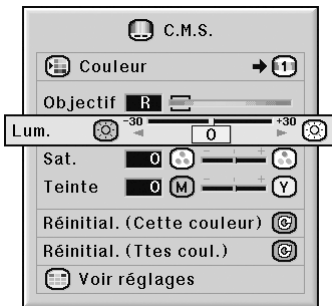 C.M.S.
Couleur 1
Objectif R
Lum. -30 0 +30
Sat. 0
Teinte 0 M Y
Réinitial. (Cette couleur)
Réinitial. (Ttes coul.)
Voir réglages